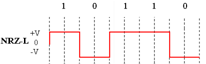 1 0 1 1 0
+V
NRZ-L 0
-V